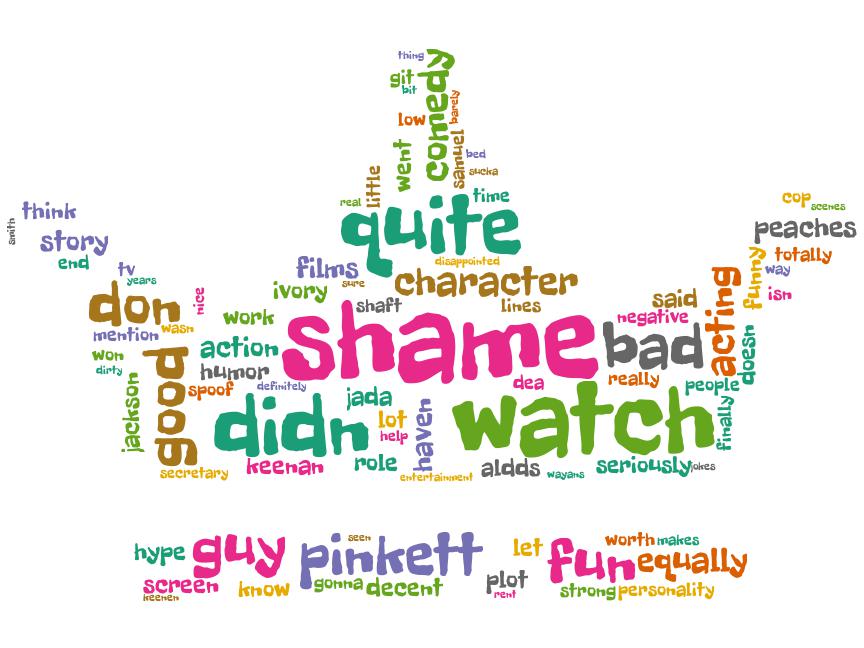 thing
git
bit
comedy
low
barely
went
samuel
bed
sucka
little
real
time
quite
think
smith
story
end
tv
years
disappointed
films
sure
character
ivory
nice
don
mention
wasn
work
shaft
lines
said
negative
cop
scenes
peaches
totally
funny
way
isn
acting
doesn
won
dirty
action
humor
shame
bad
dea
really
people
good
spoof
definitely
jackson
didn
jada
lot
help
haven
watch
finally
secretary
keenan
role
entertainment
aldds
wayans
seriously
jokes
hype
guy
seen
pinkett
let
fun
worth
makes
equally
screen
keenen
know
gonna
decent
plot
rent
strong
personality